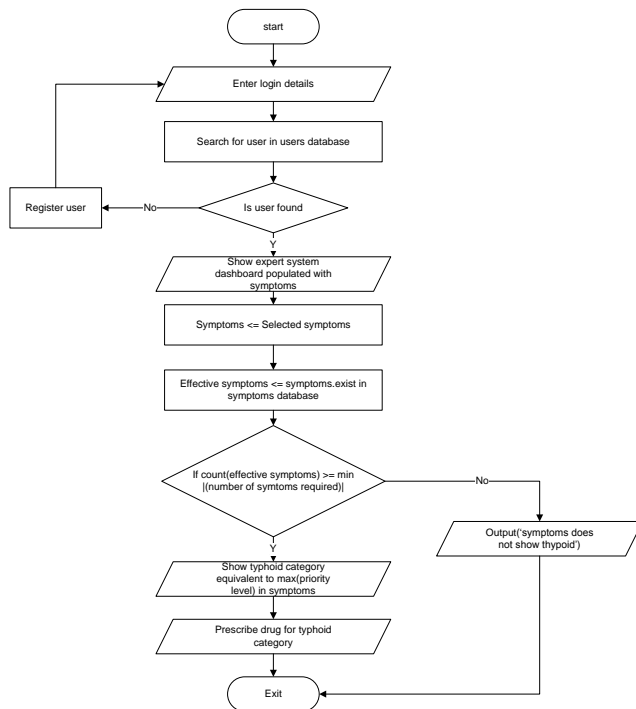 start
Enter login details
Search for user in users database
Register user
No
Is user found
Y
Show expert system
dashboard populated with
symptoms
Symptoms <= Selected symptoms
Effective symptoms <= symptoms.exist in
symptoms database
If count(effective symptoms) >= min
|(number of symtoms required)|
No
Output(‘symptoms does
not show thypoid’)
Y
Show typhoid category
equivalent to max(priority
level) in symptoms
Prescribe drug for typhoid
category
Exit